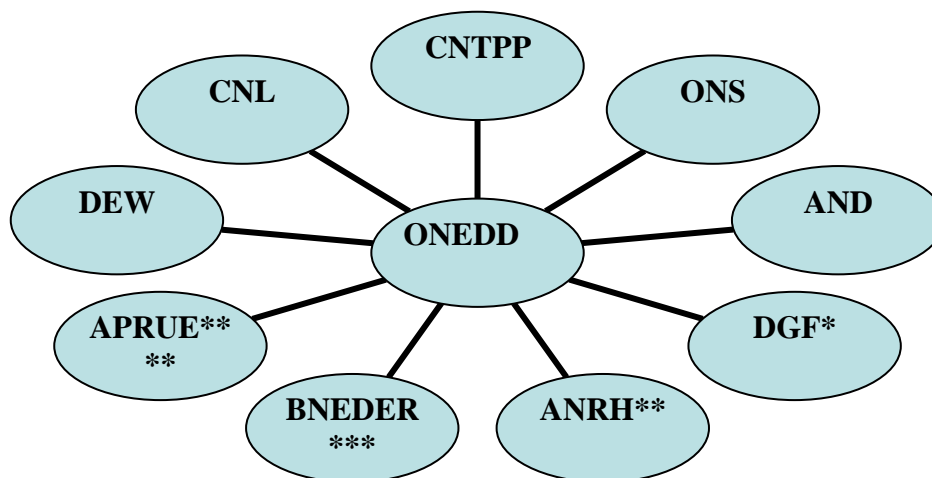 CNTPP
CNL
ONS
DEW
AND
ONEDD
APRUE**
**
DGF*
BNEDER
***
ANRH**